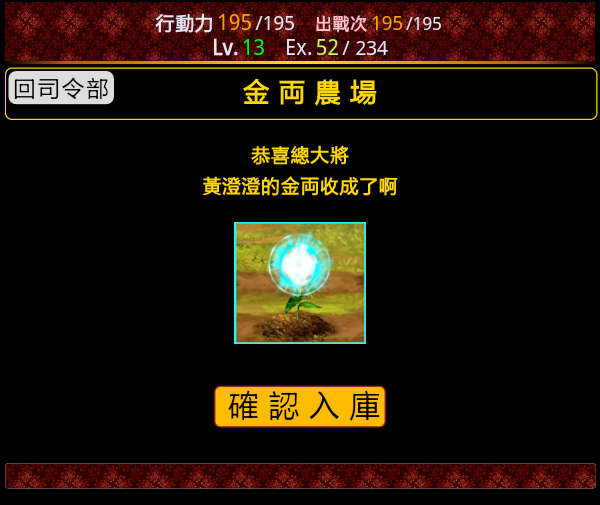 行動力 195 /195 出戰次 195 /195
Lv. 13 Ex. 52 / 234
回司令部
金両農場
恭喜總大將
黃澄澄的金両收成了啊
確認入庫